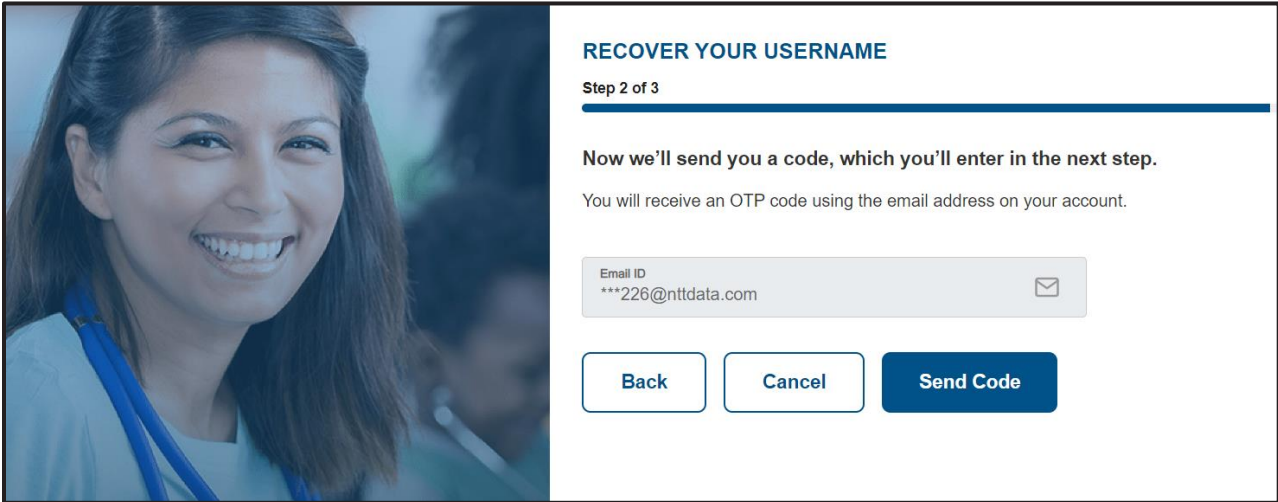 RECOVER YOUR USERNAME
Step 2 of 3
Now we’ll send you a code, which you’ll enter in the next step.
You will receive an OTP code using the email address on your account.
Email ID
***226@nttdata.com
Back
Cancel
Send Code